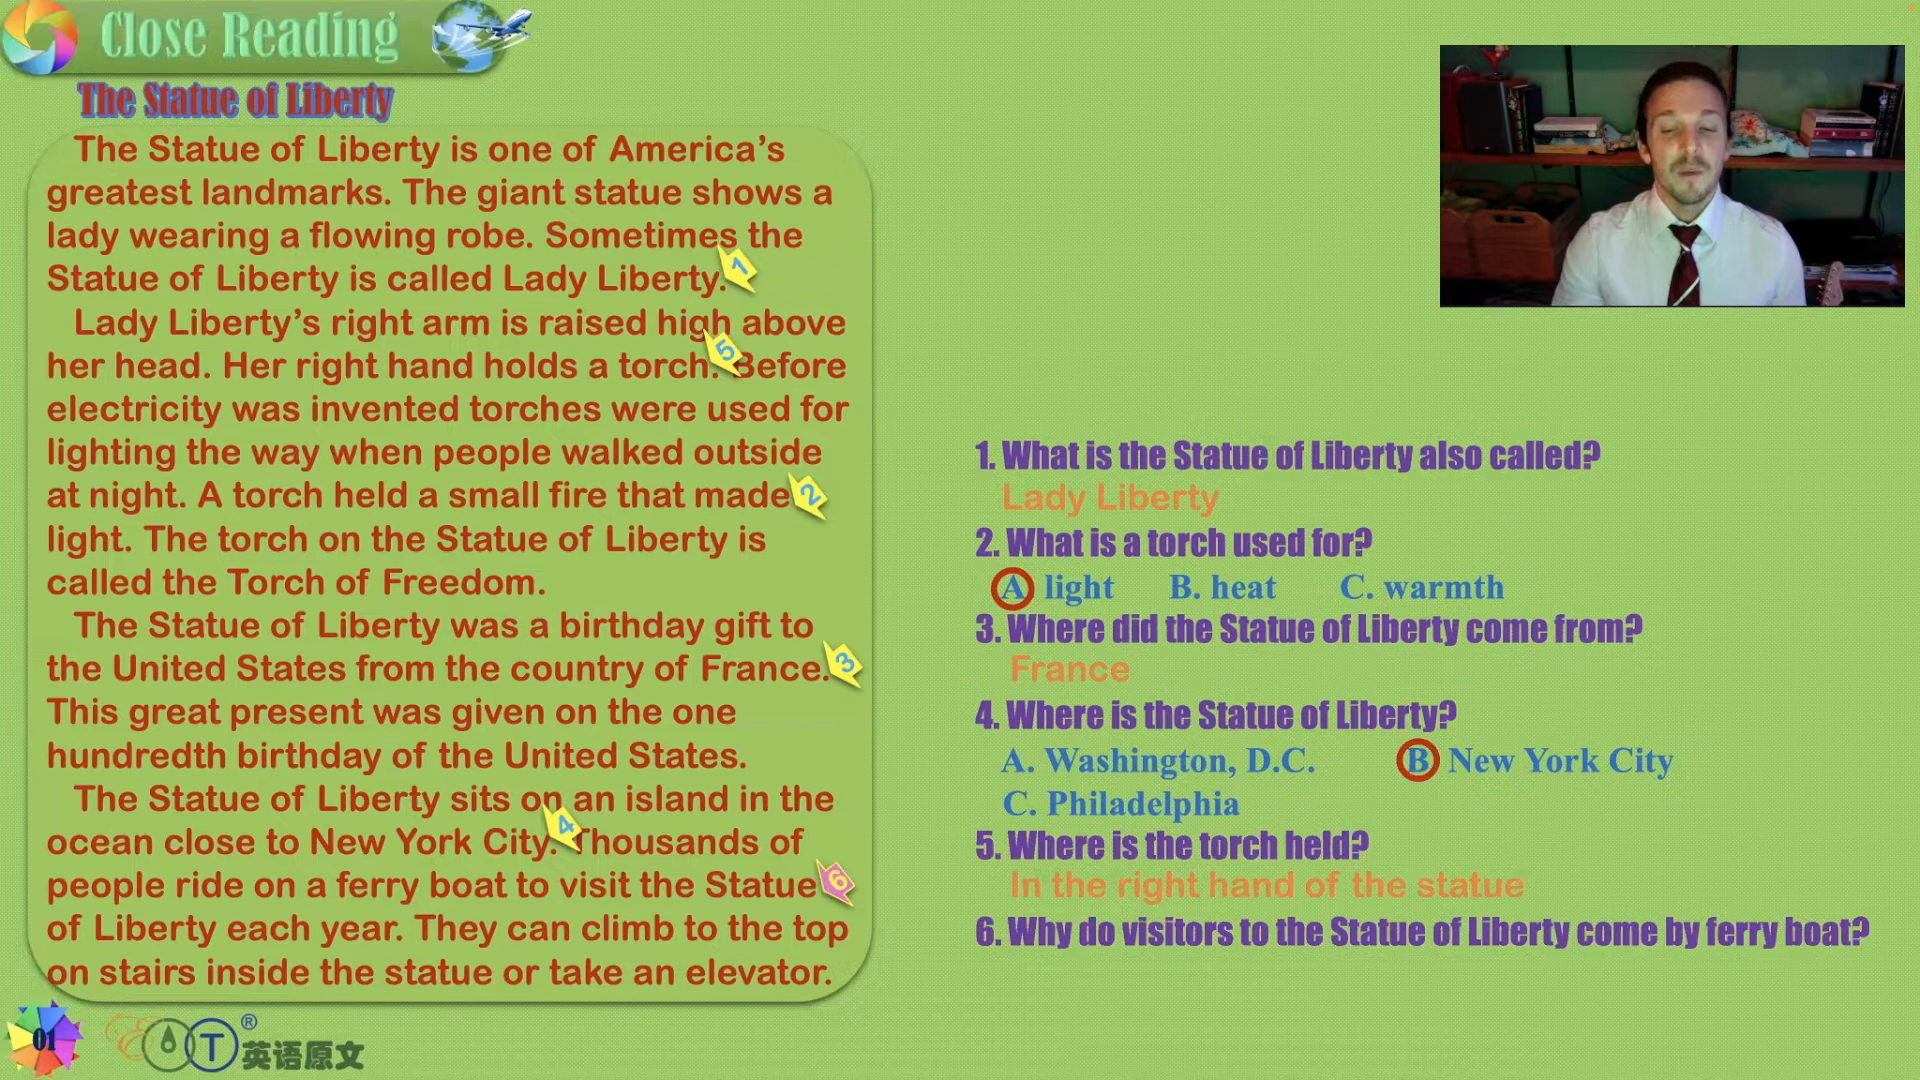 Close Reading
The Statue of Liberty
The Statue of Liberty is one of America's
greatest landmarks. The giant statue shows a
lady wearing a flowing robe. Sometimes the
Statue of Liberty is called Lady Liberty. 1
Lady Liberty's right arm is raised high above
her head. Her right hand holds a torch. 5 Before
electricity was invented torches were used for
lighting the way when people walked outside
at night. A torch held a small fire that made 2
light. The torch on the Statue of Liberty is
called the Torch of Freedom.
The Statue of Liberty was a birthday gift to
the United States from the country of France. 3
This great present was given on the one
hundredth birthday of the United States.
The Statue of Liberty sits on an island in the
ocean close to New York City. 4 Thousands of
people ride on a ferry boat to visit the Statue 6
of Liberty each year. They can climb to the top
on stairs inside the statue or take an elevator.
1. What is the Statue of Liberty also called?
Lady Liberty
2. What is a torch used for?
A light B. heat C. warmth
3. Where did the Statue of Liberty come from?
France
4. Where is the Statue of Liberty?
A. Washington, D.C. B New York City
C. Philadelphia
5. Where is the torch held?
In the right hand of the statue
6. Why do visitors to the Statue of Liberty come by ferry boat?
01
T ®
英语原文